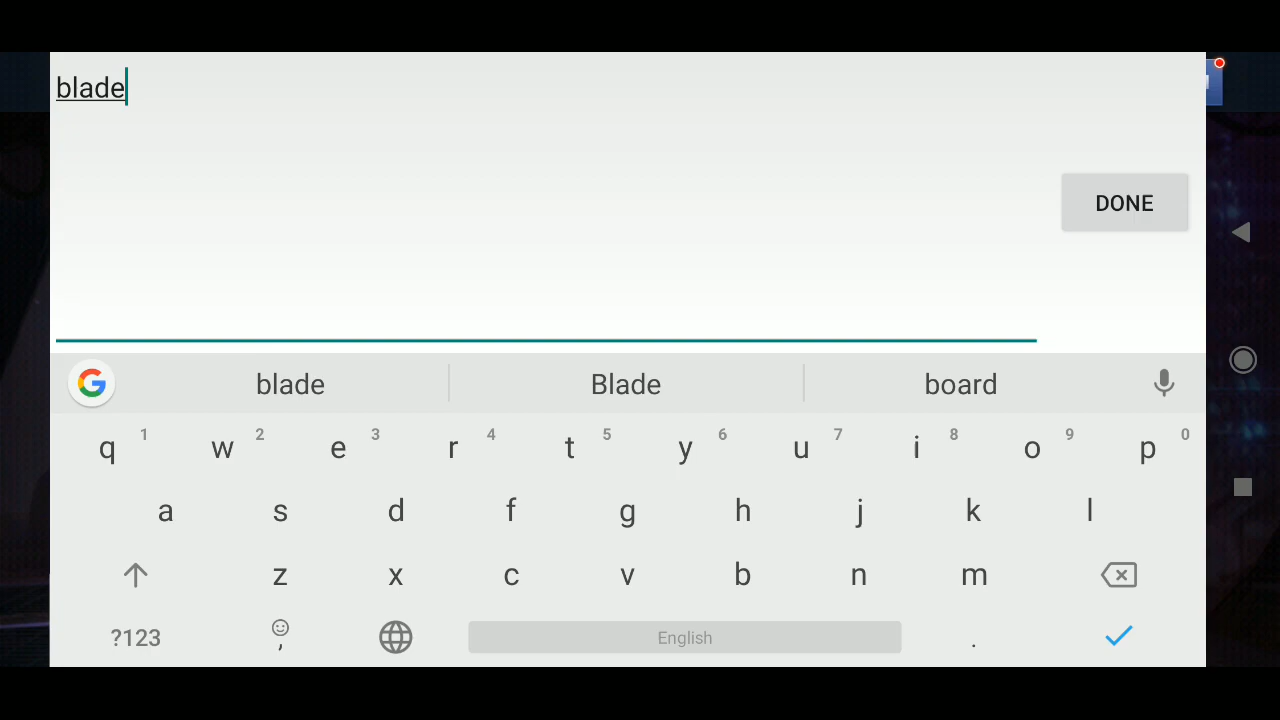 blade
DONE
blade Blade board
q 1 w 2 e 3 r 4 t 5 y 6 u 7 i 8 o 9 p 0
a s d f g h j k l
z x c v b n m
?123 , English .